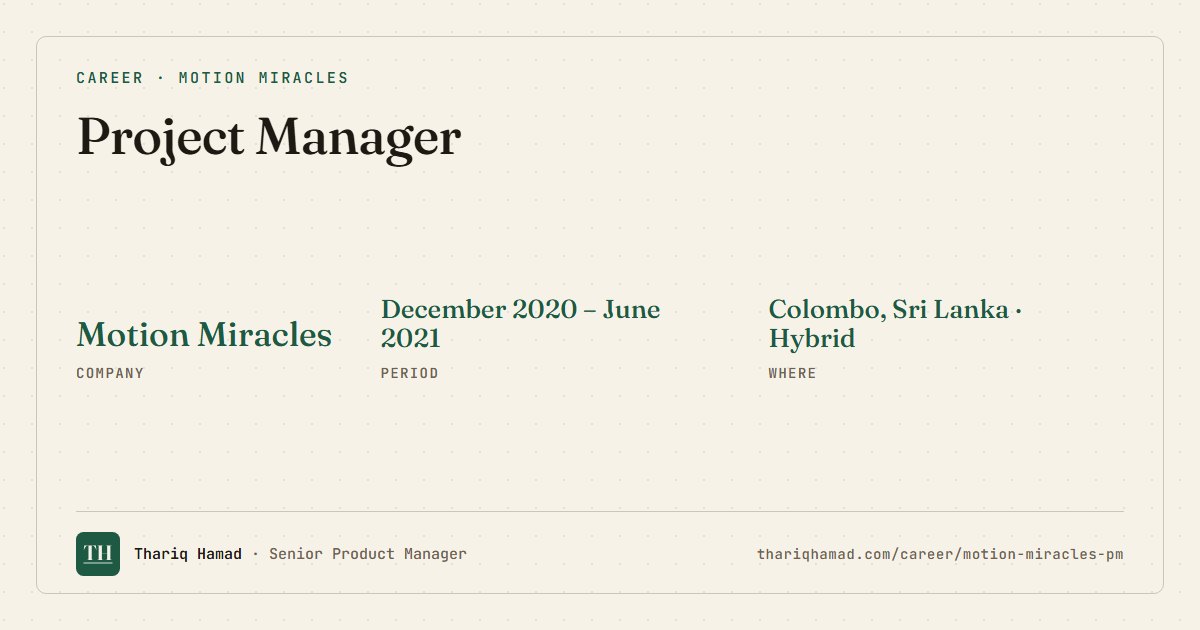 CAREER · MOTION MIRACLES
Project Manager
Motion Miracles
COMPANY
December 2020 – June
2021
PERIOD
Colombo, Sri Lanka ·
Hybrid
WHERE
TH
Thariq Hamad · Senior Product Manager
thariqhamad.com/career/motion-miracles-pm